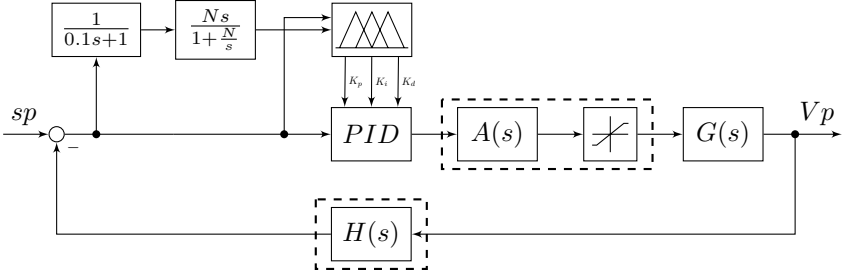 1
0.1s+1
Ns
1+N/s
K_p
K_i
K_d
sp
−
PID
A(s)
G(s)
Vp
H(s)